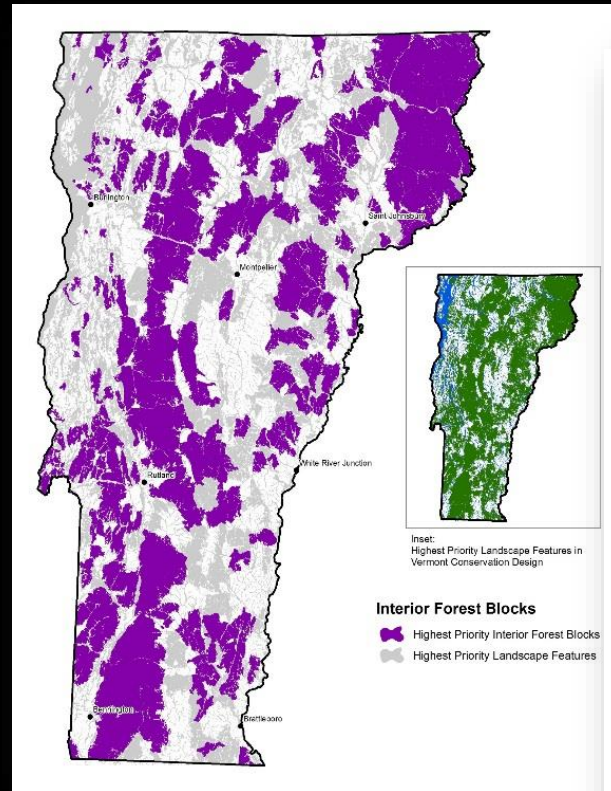 Burlington
Saint Johnsbury
Montpelier
White River Junction
Rutland
Bennington
Brattleboro
Inset:
Highest Priority Landscape Features in
Vermont Conservation Design
Interior Forest Blocks
Highest Priority Interior Forest Blocks
Highest Priority Landscape Features